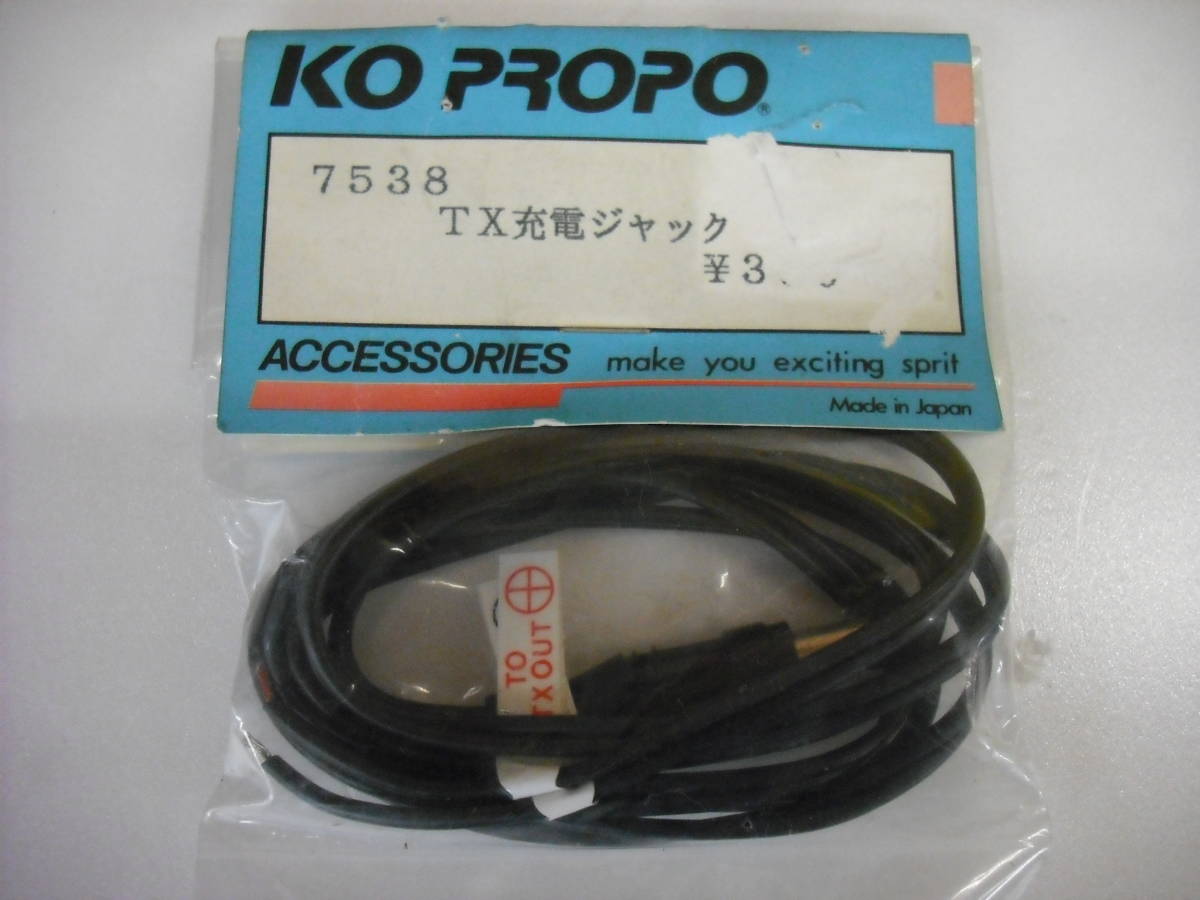 KO PROPO®
7538
TX充電ジャック
¥3
ACCESSORIES make you exciting sprit
Made in Japan
TO
TX OUT